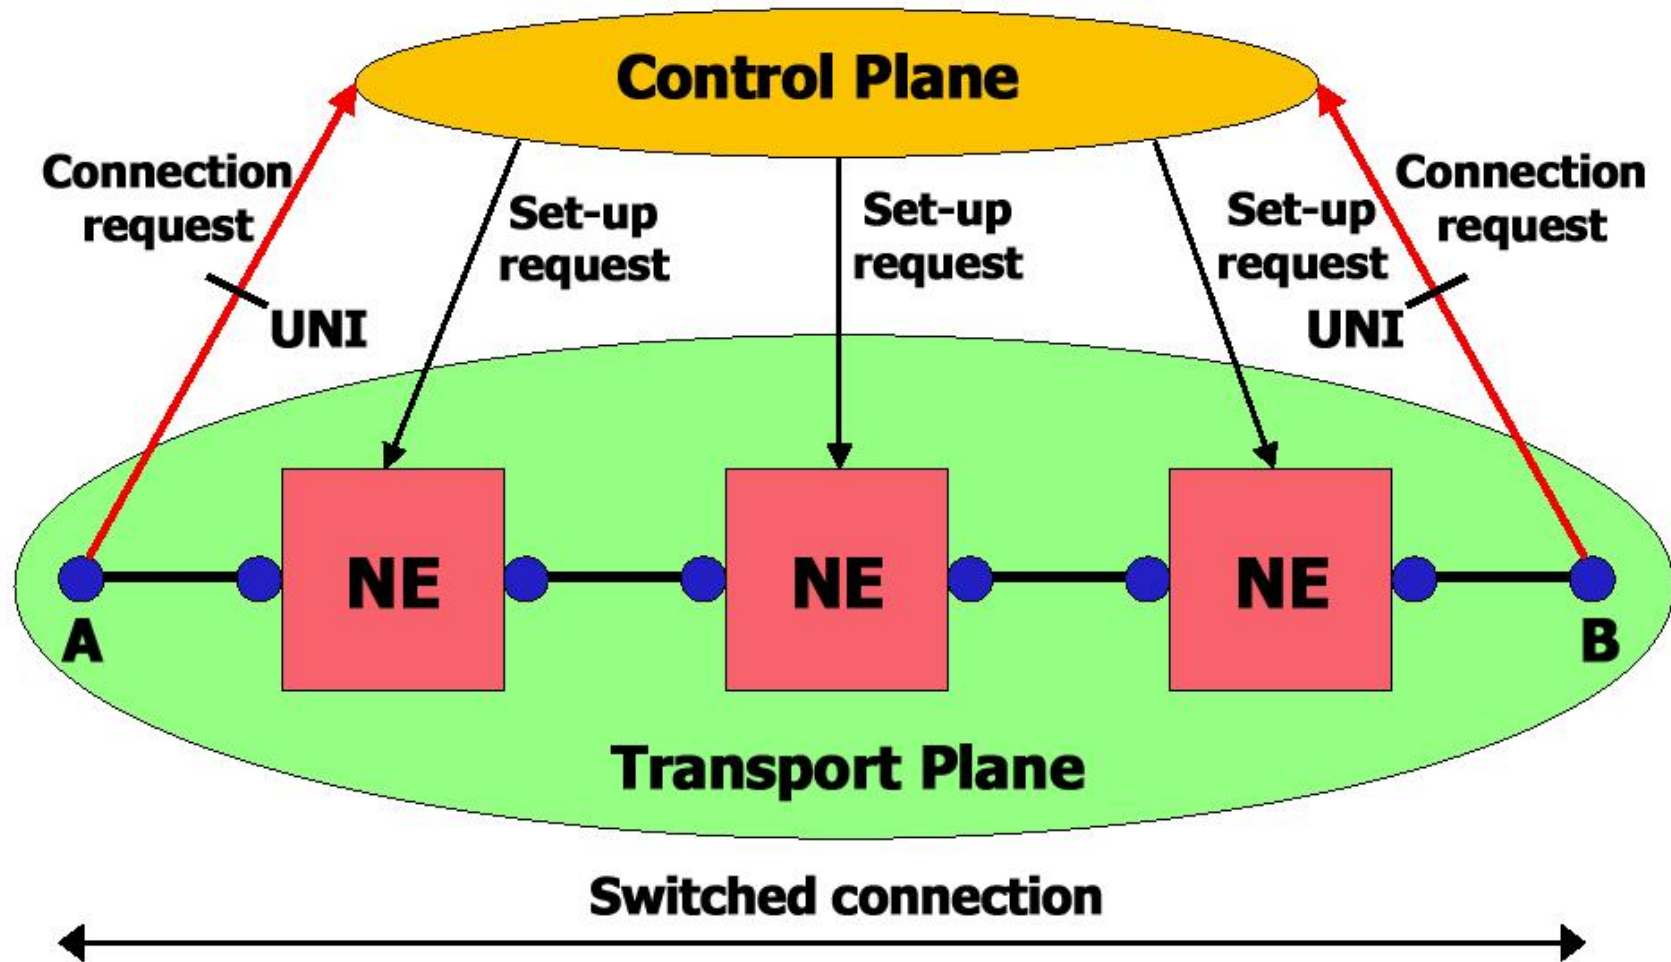 Control Plane
Connection
request
Set-up
request
Set-up
request
Set-up
request
Connection
request
UNI
UNI
NE
NE
NE
A
B
Transport Plane
Switched connection